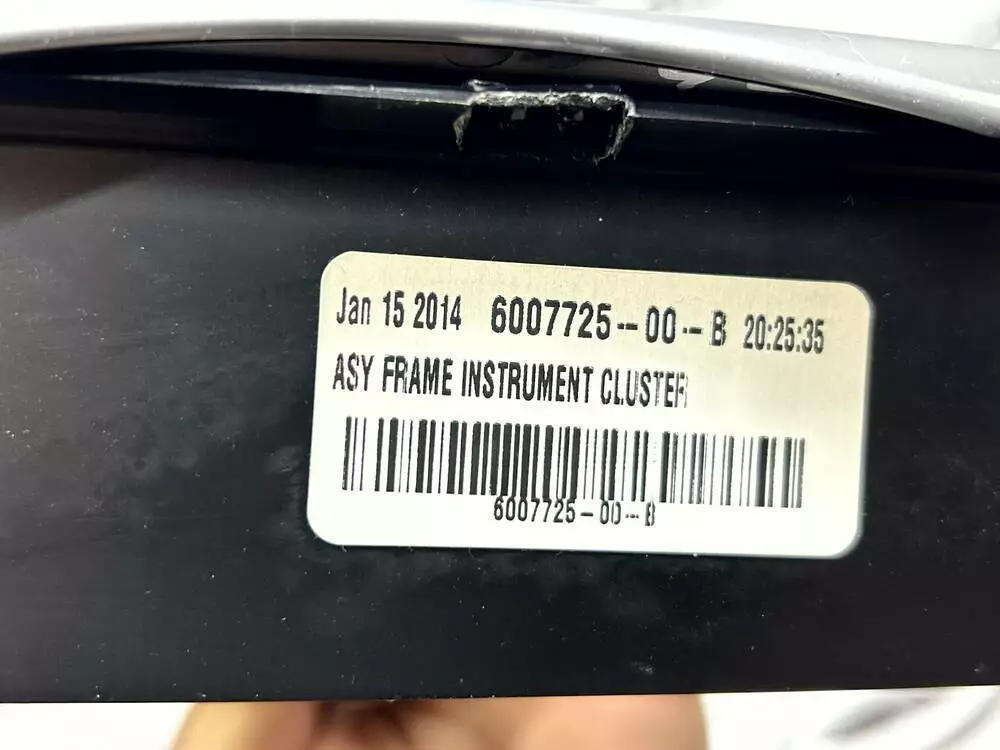 Jan 15 2014 6007725--00--B 20:25:35
ASY FRAME INSTRUMENT CLUSTER
6007725-00--B